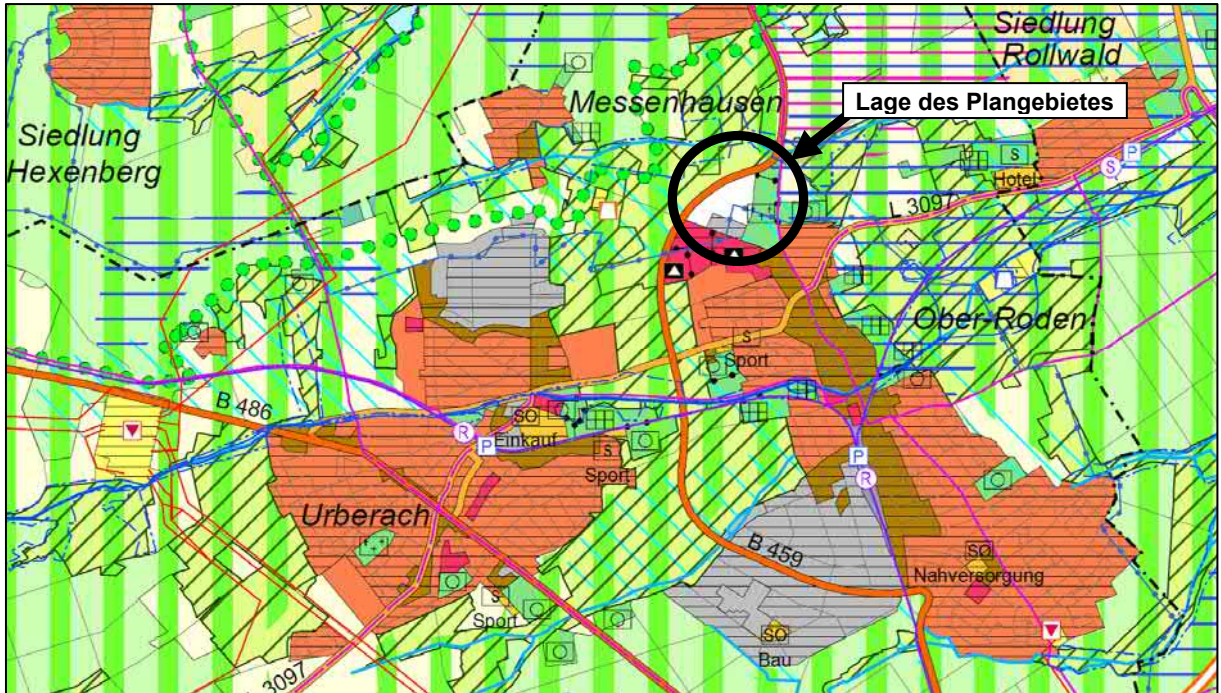 Siedlung
Rollwald
Messenhausen
Lage des Plangebietes
Siedlung
Hexenberg
S
P
S
Hotel
L 3097
Ober-Roden
S
Sport
B 486
SO
Einkauf
R
P
S
Sport
P
R
Urberach
B 459
SO
Nahversorgung
S
Sport
SO
Bau
L 3097